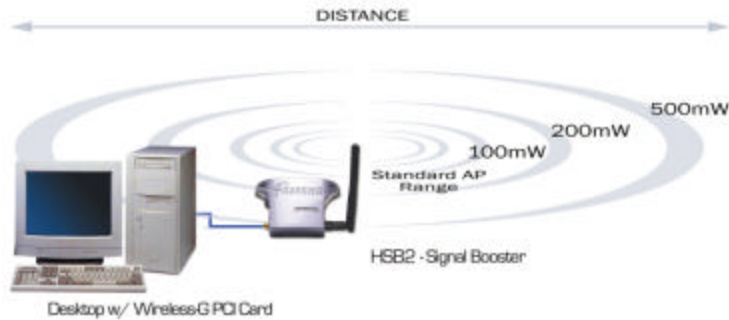 DISTANCE
500mW
200mW
100mW
Standard AP
Range
HSB2 - Signal Booster
Desktop w/ Wireless-G PCI Card